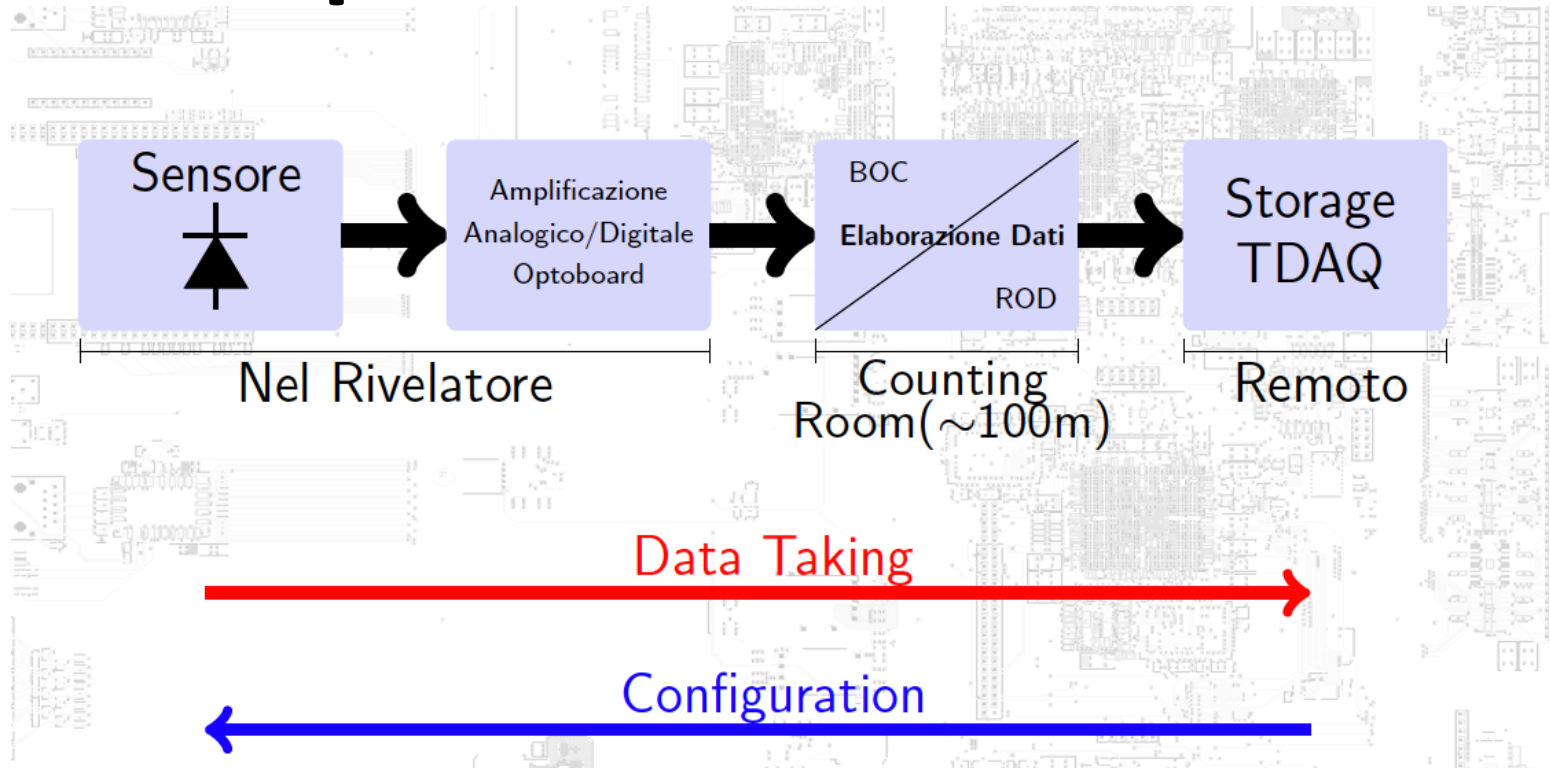 Sensore
Amplificazione
Analogico/Digitale
Optoboard
BOC
Elaborazione Dati
ROD
Storage
TDAQ
Nel Rivelatore
Counting
Room(∼100m)
Remoto
Data Taking
Configuration